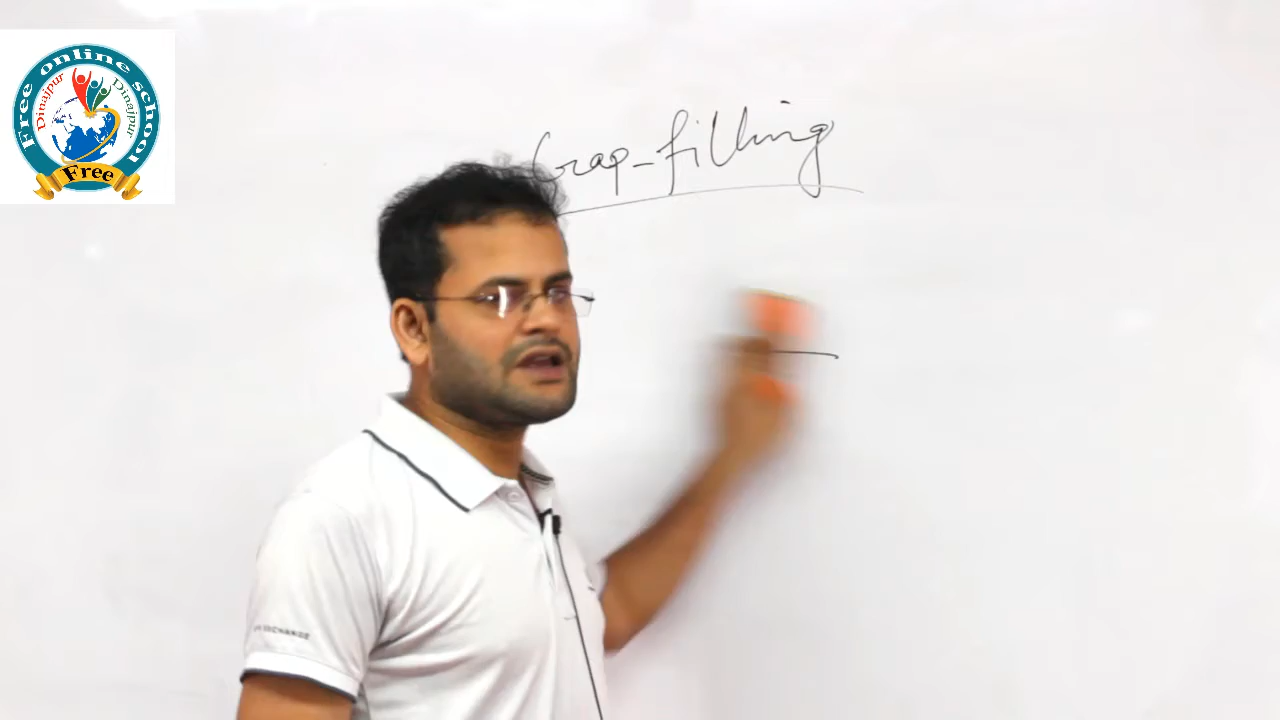 Free online school
Dinajpur
Dinajpur
Free
Gap-filling